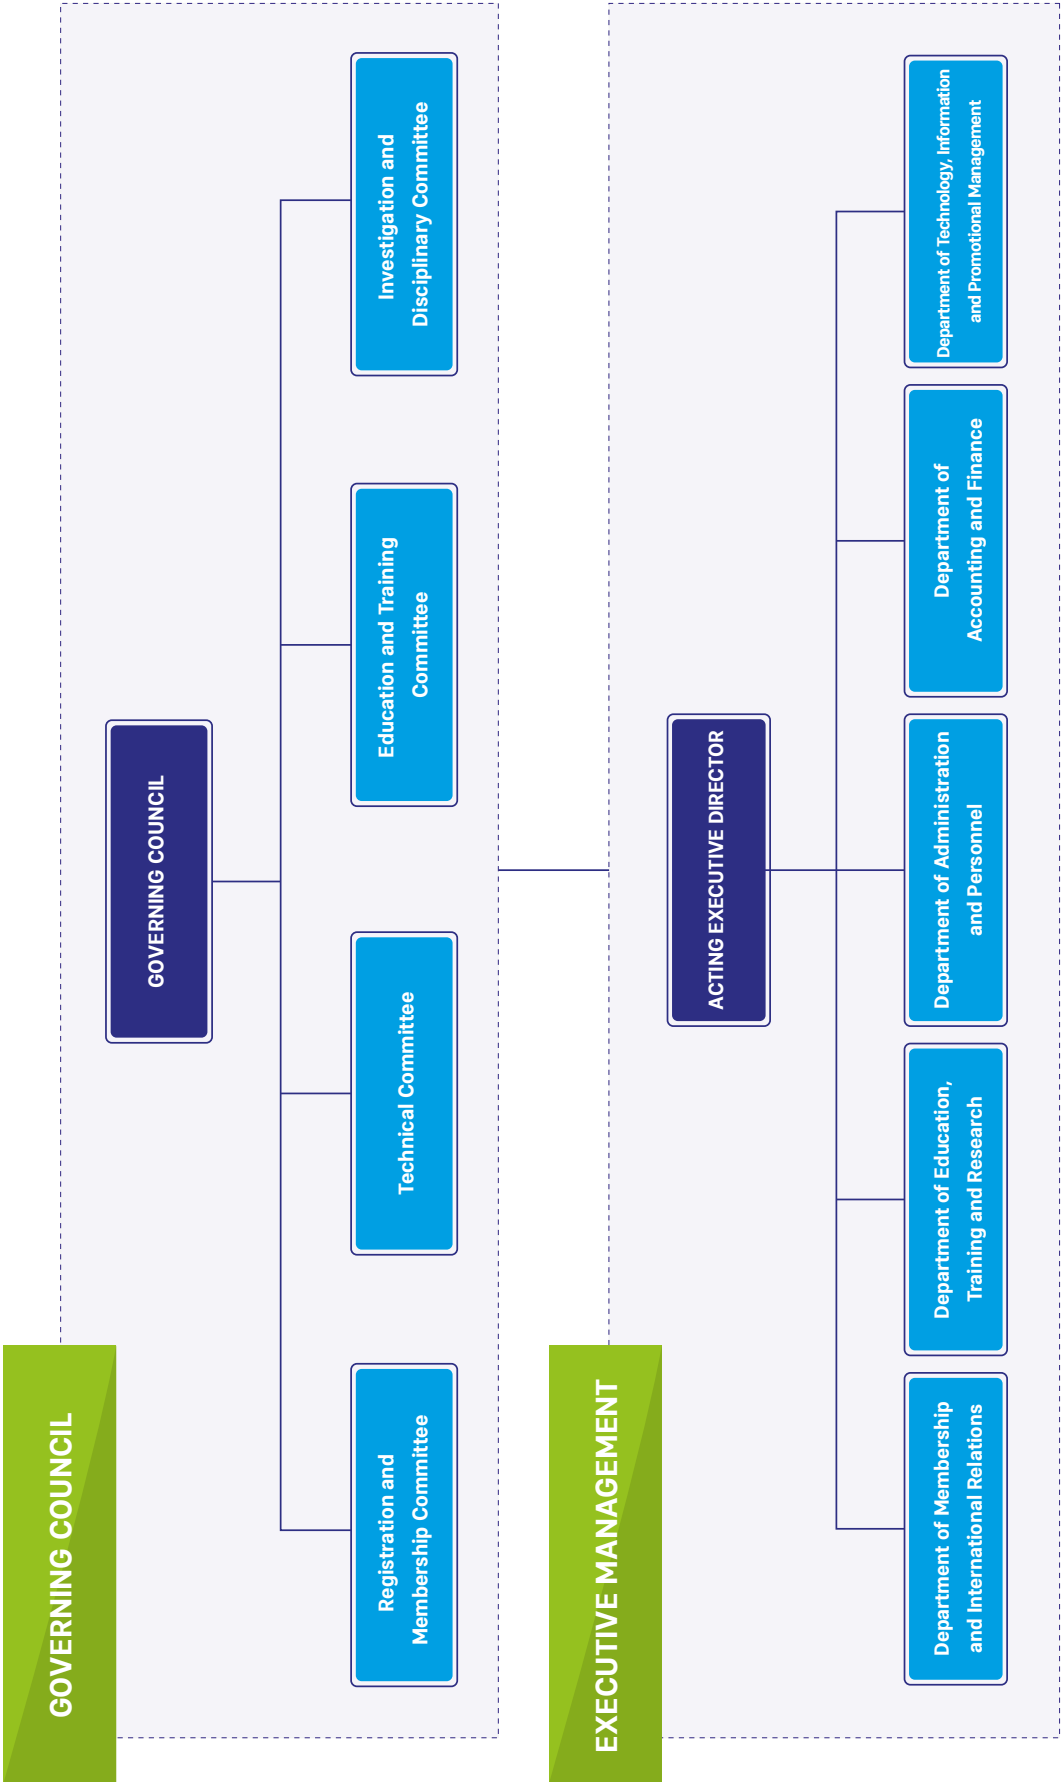 GOVERNING COUNCIL
GOVERNING COUNCIL
Registration and
Membership Committee
Technical Committee
Education and Training
Committee
Investigation and
Disciplinary Committee
EXECUTIVE MANAGEMENT
ACTING EXECUTIVE DIRECTOR
Department of Membership
and International Relations
Department of Education,
Training and Research
Department of Administration
and Personnel
Department of
Accounting and Finance
Department of Technology, Information
and Promotional Management